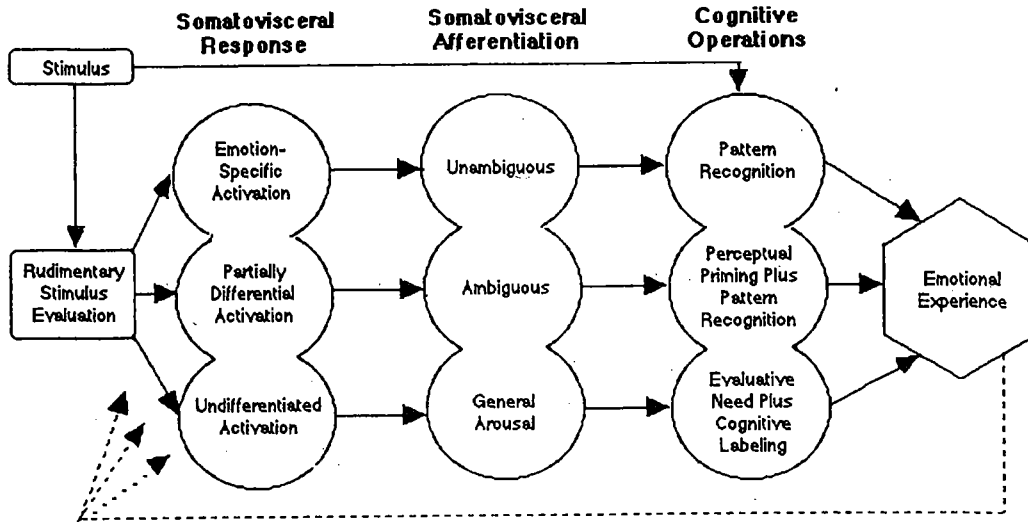 Somatovisceral
Response
Somatovisceral
Afferentiation
Cognitive
Operations
Stimulus
Emotion-
Specific
Activation
Unambiguous
Pattern
Recognition
Rudimentary
Stimulus
Evaluation
Partially
Differential
Activation
Ambiguous
Perceptual
Priming Plus
Pattern
Recognition
Emotional
Experience
Undifferentiated
Activation
General
Arousal
Evaluative
Need Plus
Cognitive
Labeling